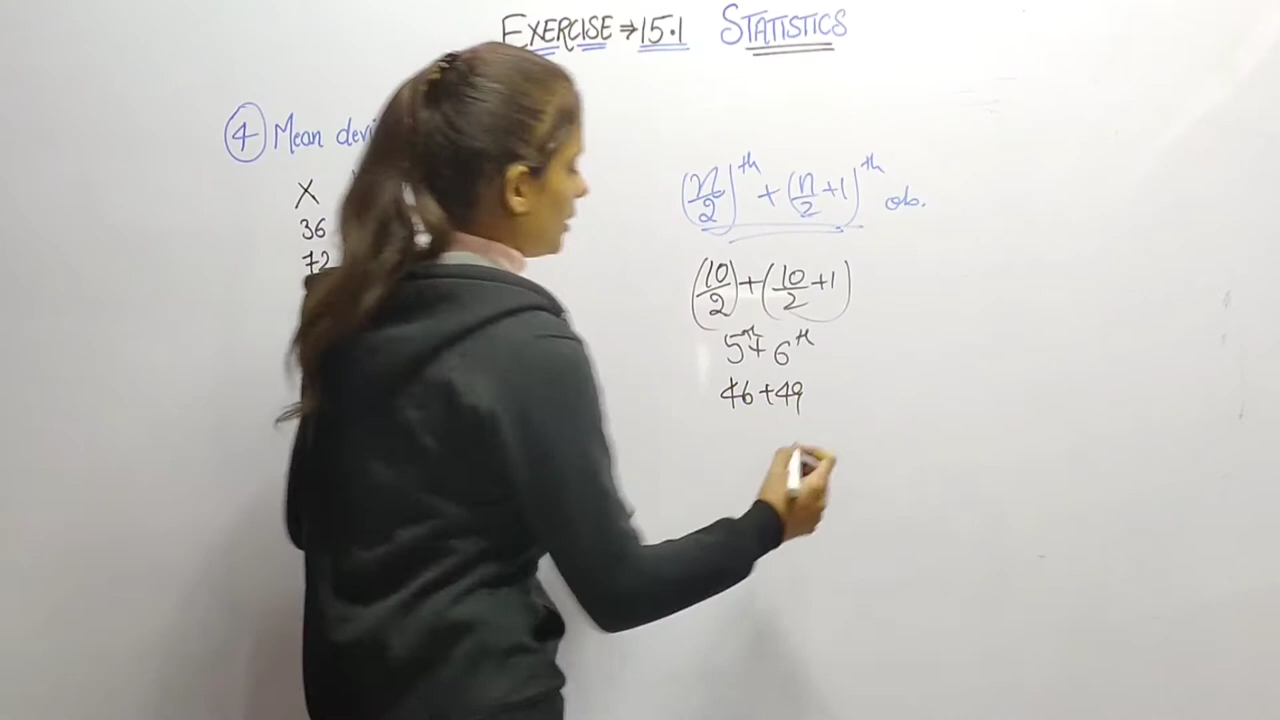 EXERCISE ⇒ 15.1 STATISTICS
④ Mean devi
X
36
72
(n/2)^th + (n/2 + 1)^th ob.
(10/2) + (10/2 + 1)
5^th + 6^th
46 + 49